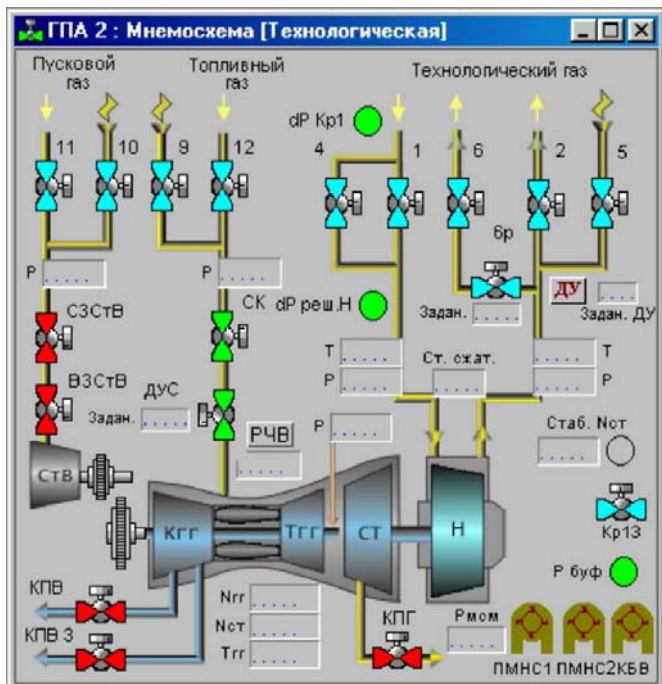 ГПА 2 : Мнемосхема [Технологическая]
Пусковой газ
Топливный газ
Технологический газ
dP Кр1
11
10
9
12
4
1
6
2
5
6р
P
P
СЗСтВ
СК
dP реш.Н
Задан.
ДУ
Задан. ДУ
ВЗСтВ
ДУС
Задан.
T
P
Ст. сжат.
T
P
РЧВ
P
Стаб. Nст
СтВ
Кгг
Тгг
СТ
Н
Кр13
КПВ
КПВ 3
Nгг
Nст
Тгг
КПГ
Рмсм
Р буф
ПМНС1 ПМНС2КБВ